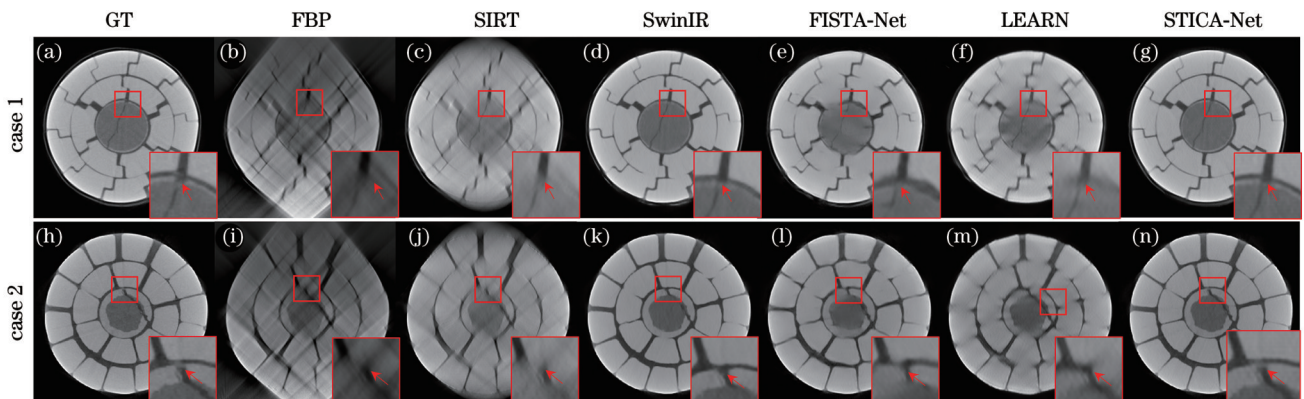 GT FBP SIRT SwinIR FISTA-Net LEARN STICA-Net
case 1
(a) (b) (c) (d) (e) (f) (g)
case 2
(h) (i) (j) (k) (l) (m) (n)